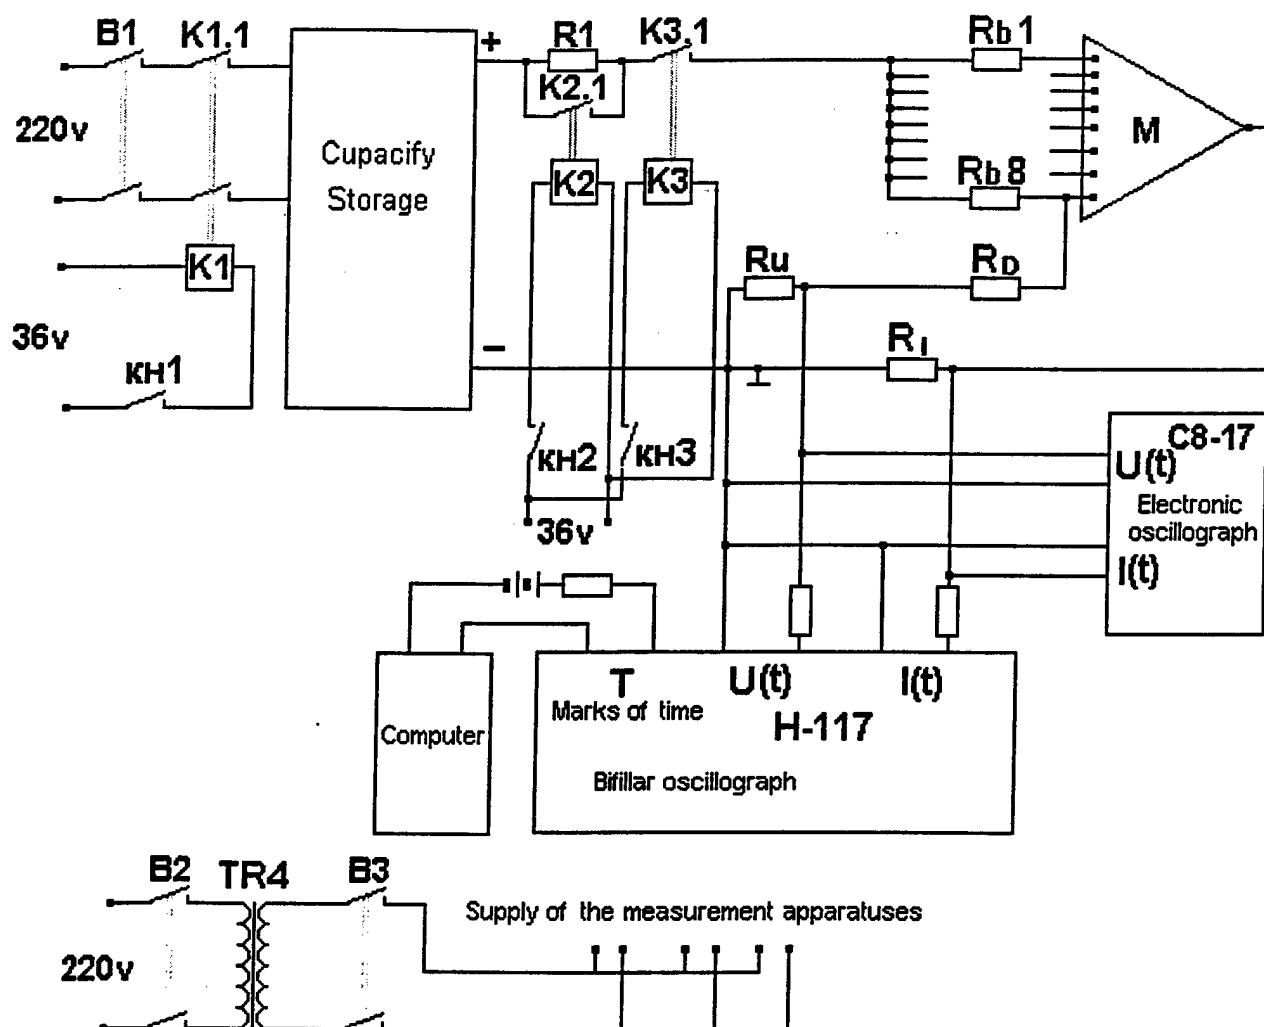 B1
K1.1
+
R1
K3.1
Rb1
K2.1
220v
M
Cupacify
Storage
K2
K3
Rb8
K1
Ru
RD
36v
−
RI
кн1
C8-17
кн2
кн3
U(t)
Electronic
oscillograph
36v
I(t)
T
U(t)
I(t)
Marks of time
H-117
Computer
Bifillar oscillograph
B2
TR4
B3
Supply of the measurement apparatuses
220v